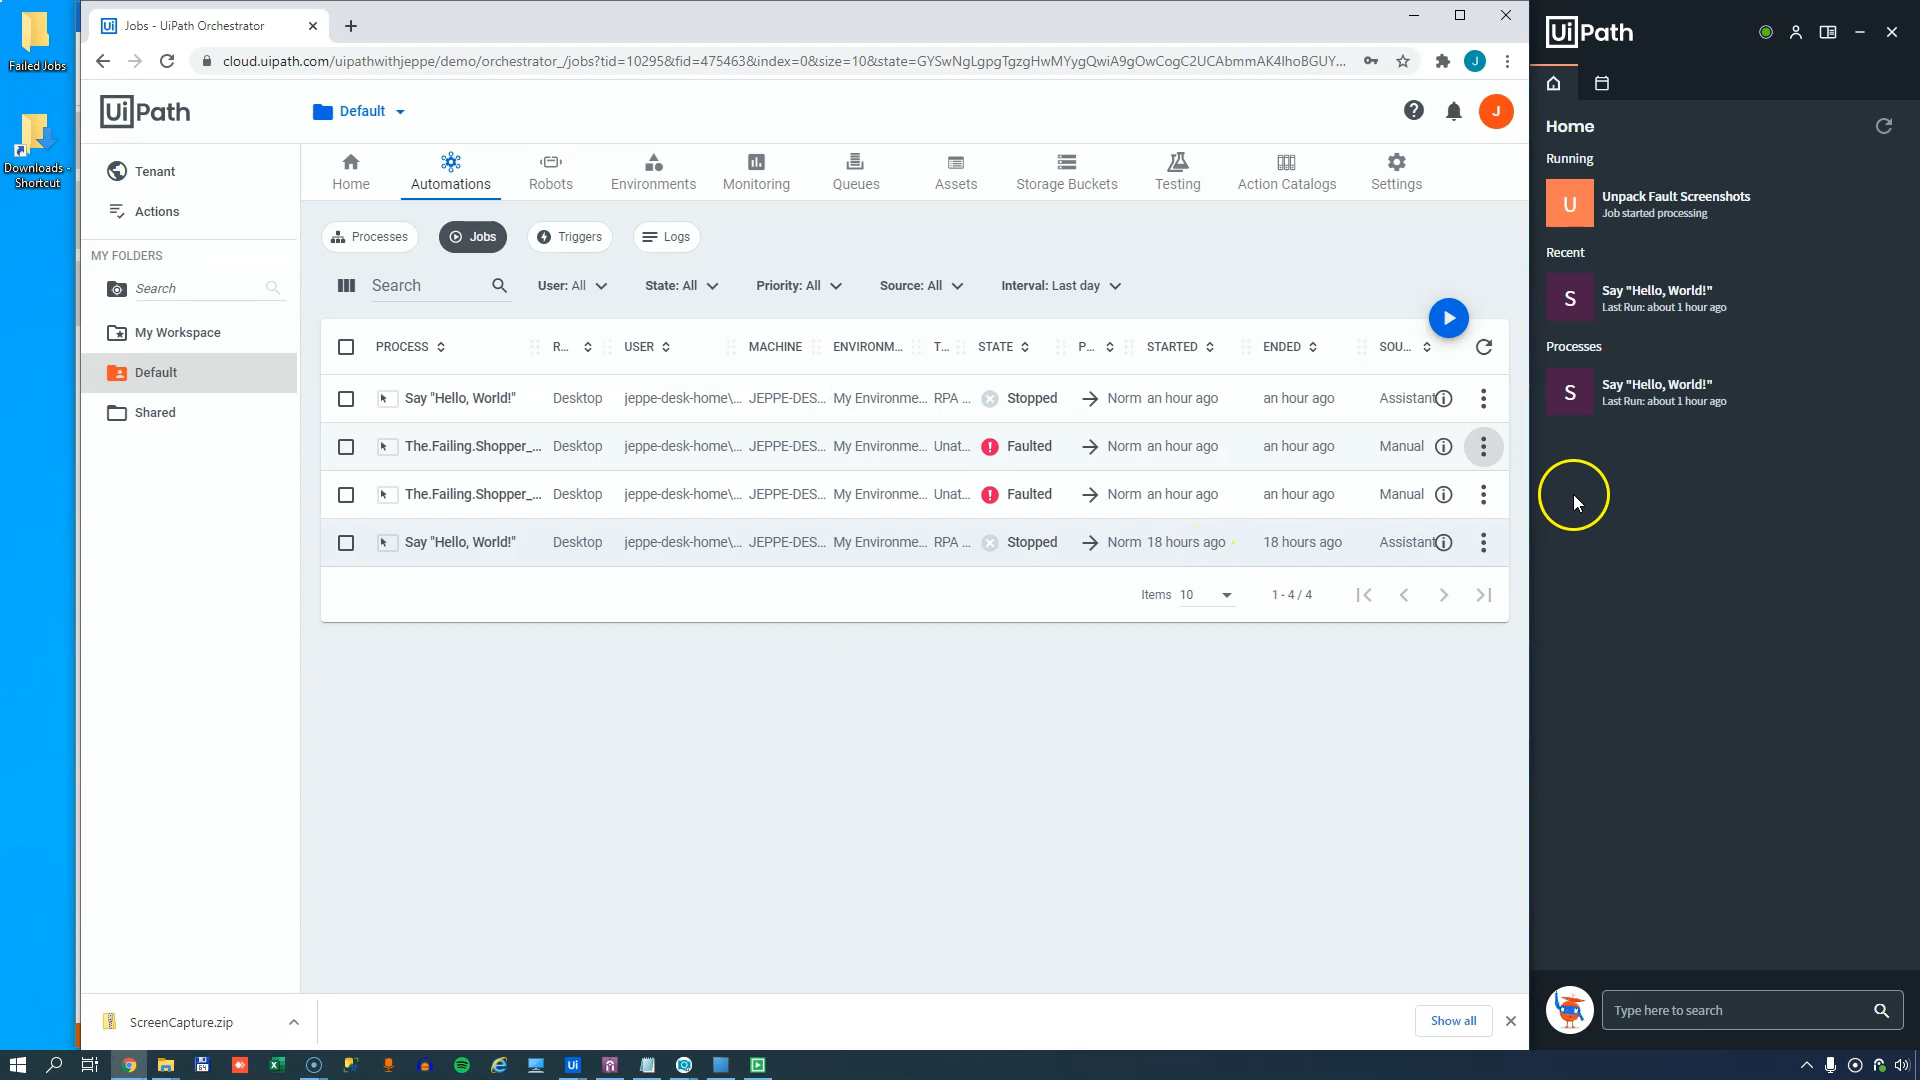 Failed Jobs
Downloads - Shortcut
Ui Jobs - UiPath Orchestrator
cloud.uipath.com/uipathwithjeppe/demo/orchestrator_/jobs?tid=10295&fid=475463&index=0&size=10&state=GYSwNgLgpgTgzgHwMYygQwiA9gOwCogC2UCAbmmAK4lhoBGUY...
J
UiPath
Default
J
Tenant
Actions
MY FOLDERS
Search
My Workspace
Default
Shared
Home Automations Robots Environments Monitoring Queues Assets Storage Buckets Testing Action Catalogs Settings
Processes Jobs Triggers Logs
Search User: All State: All Priority: All Source: All Interval: Last day
PROCESS R... USER MACHINE ENVIRONM... T... STATE P... STARTED ENDED SOU...
Say "Hello, World!" Desktop jeppe-desk-home\... JEPPE-DES... My Environme... RPA ... Stopped Norm an hour ago an hour ago Assistant
The.Failing.Shopper_... Desktop jeppe-desk-home\... JEPPE-DES... My Environme... Unat... Faulted Norm an hour ago an hour ago Manual
The.Failing.Shopper_... Desktop jeppe-desk-home\... JEPPE-DES... My Environme... Unat... Faulted Norm an hour ago an hour ago Manual
Say "Hello, World!" Desktop jeppe-desk-home\... JEPPE-DES... My Environme... RPA ... Stopped Norm 18 hours ago 18 hours ago Assistant
Items 10 1 - 4 / 4
ScreenCapture.zip
Show all
UiPath
Home
Running
U Unpack Fault Screenshots
Job started processing
Recent
S Say "Hello, World!"
Last Run: about 1 hour ago
Processes
S Say "Hello, World!"
Last Run: about 1 hour ago
Type here to search